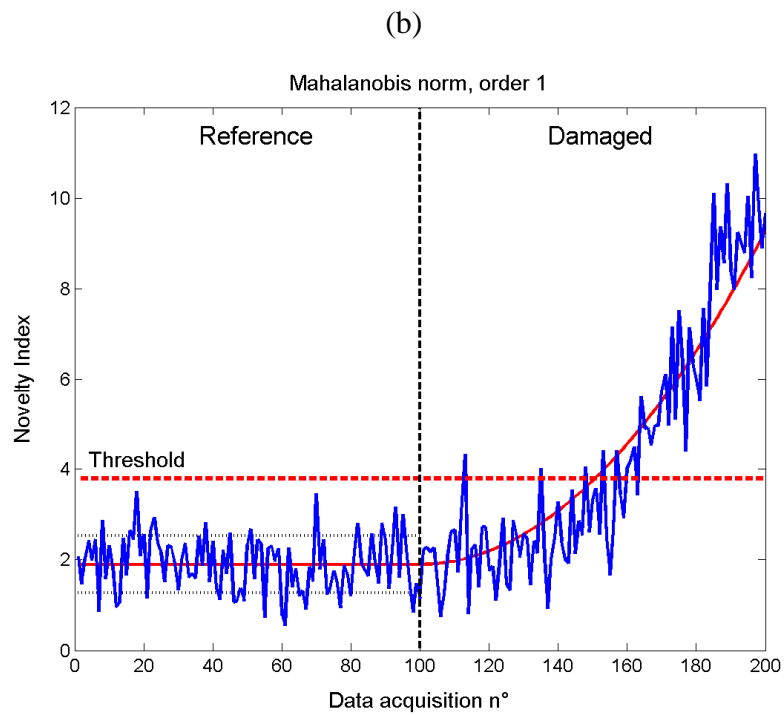 (b)
Mahalanobis norm, order 1
Reference Damaged
Threshold
Novelty Index
12
10
8
6
4
2
0
0 20 40 60 80 100 120 140 160 180 200
Data acquisition n°